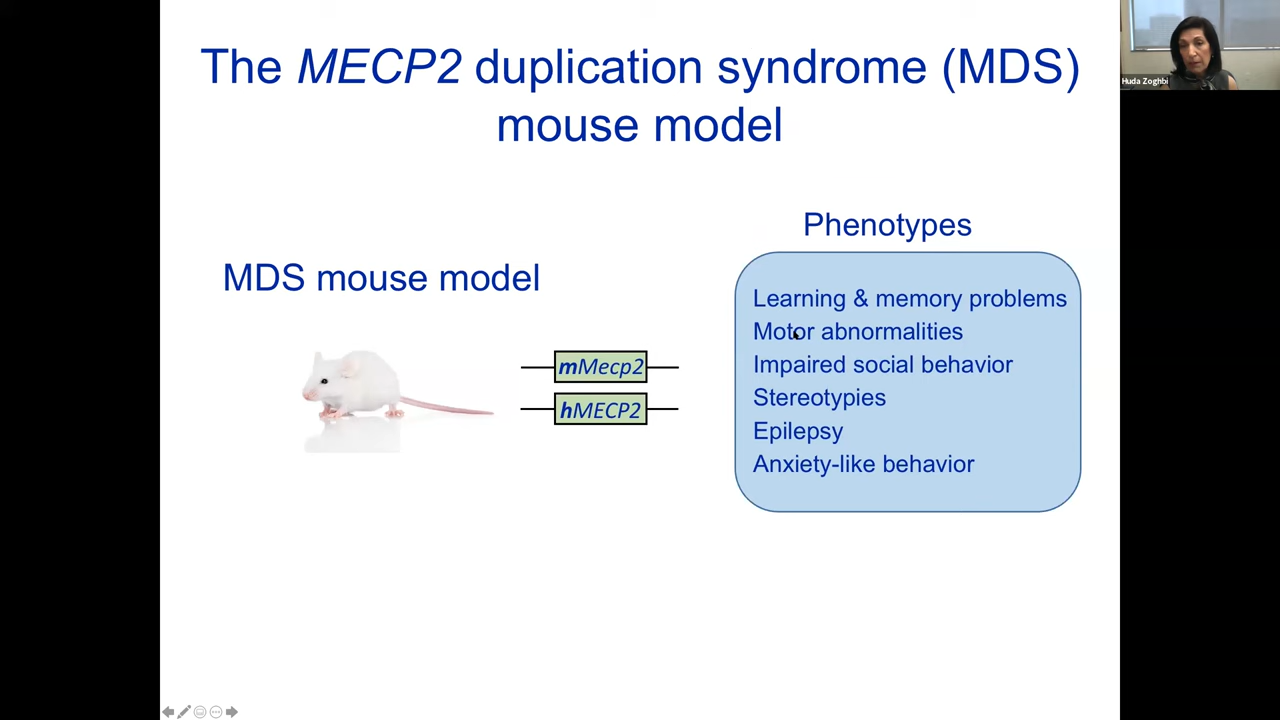 The MECP2 duplication syndrome (MDS)
mouse model
Huda Zoghbi
MDS mouse model
mMecp2
hMECP2
Phenotypes
Learning & memory problems
Motor abnormalities
Impaired social behavior
Stereotypies
Epilepsy
Anxiety-like behavior